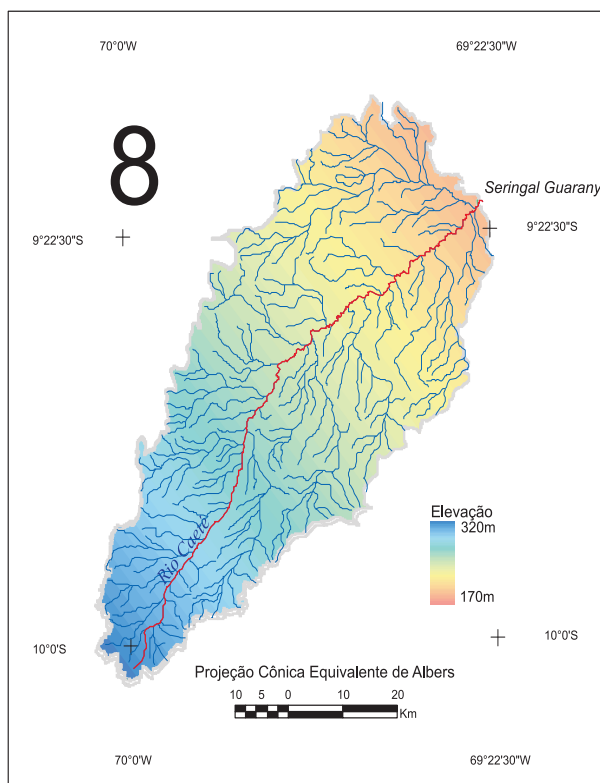 70°0'W
69°22'30"W
8
Seringal Guarany
9°22'30"S
9°22'30"S
Elevação
320m
170m
Rio Caeté
10°0'S
10°0'S
Projeção Cônica Equivalente de Albers
10 5 0 10 20
Km
70°0'W
69°22'30"W